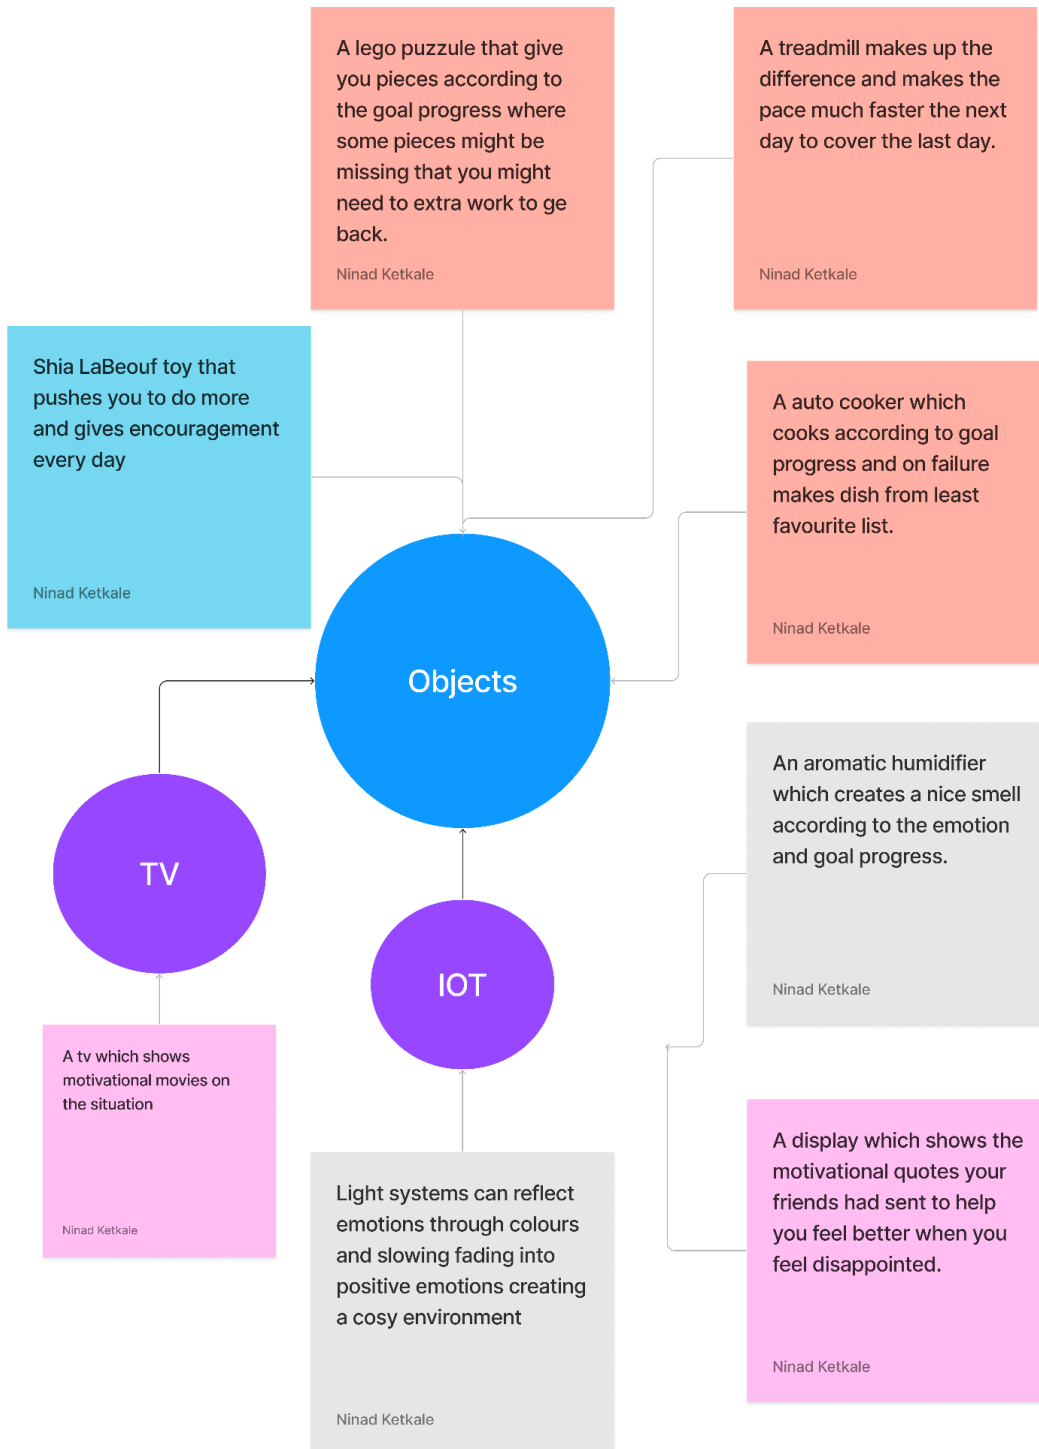 A lego puzzule that give
you pieces according to
the goal progress where
some pieces might be
missing that you might
need to extra work to ge
back.
Ninad Ketkale
A treadmill makes up the
difference and makes the
pace much faster the next
day to cover the last day.
Ninad Ketkale
Shia LaBeouf toy that
pushes you to do more
and gives encouragement
every day
Ninad Ketkale
A auto cooker which
cooks according to goal
progress and on failure
makes dish from least
favourite list.
Ninad Ketkale
Objects
An aromatic humidifier
which creates a nice smell
according to the emotion
and goal progress.
Ninad Ketkale
TV
IOT
A tv which shows
motivational movies on
the situation
Ninad Ketkale
Light systems can reflect
emotions through colours
and slowing fading into
positive emotions creating
a cosy environment
Ninad Ketkale
A display which shows the
motivational quotes your
friends had sent to help
you feel better when you
feel disappointed.
Ninad Ketkale